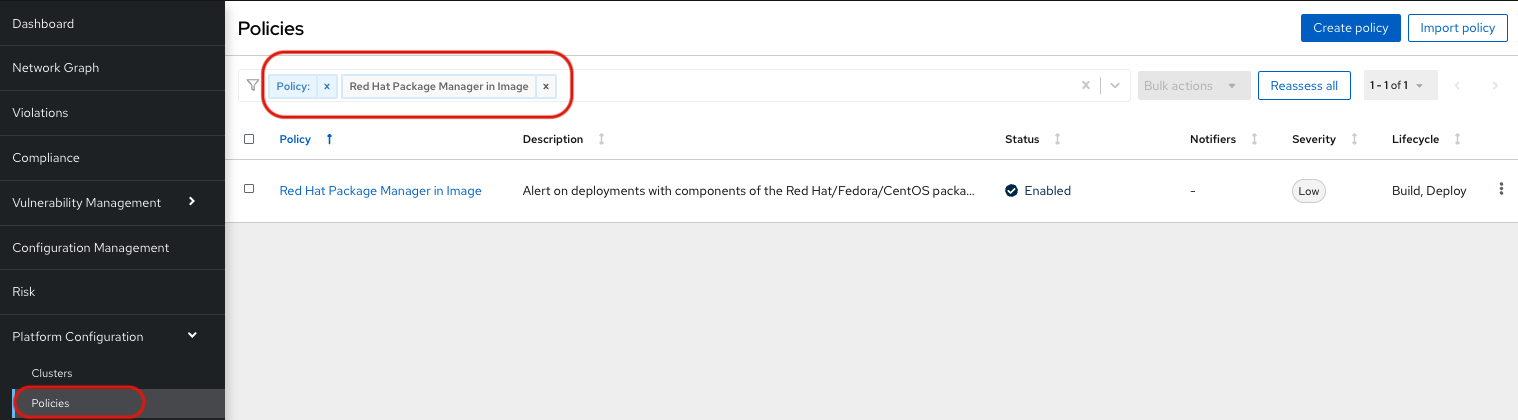 Dashboard
Network Graph
Violations
Compliance
Vulnerability Management
Configuration Management
Risk
Platform Configuration
Clusters
Policies
Policies
Create policy
Import policy
Policy: x Red Hat Package Manager in Image x
x
Bulk actions
Reassess all
1 - 1 of 1
Policy Description Status Notifiers Severity Lifecycle
Red Hat Package Manager in Image Alert on deployments with components of the Red Hat/Fedora/CentOS packa... Enabled - Low Build, Deploy